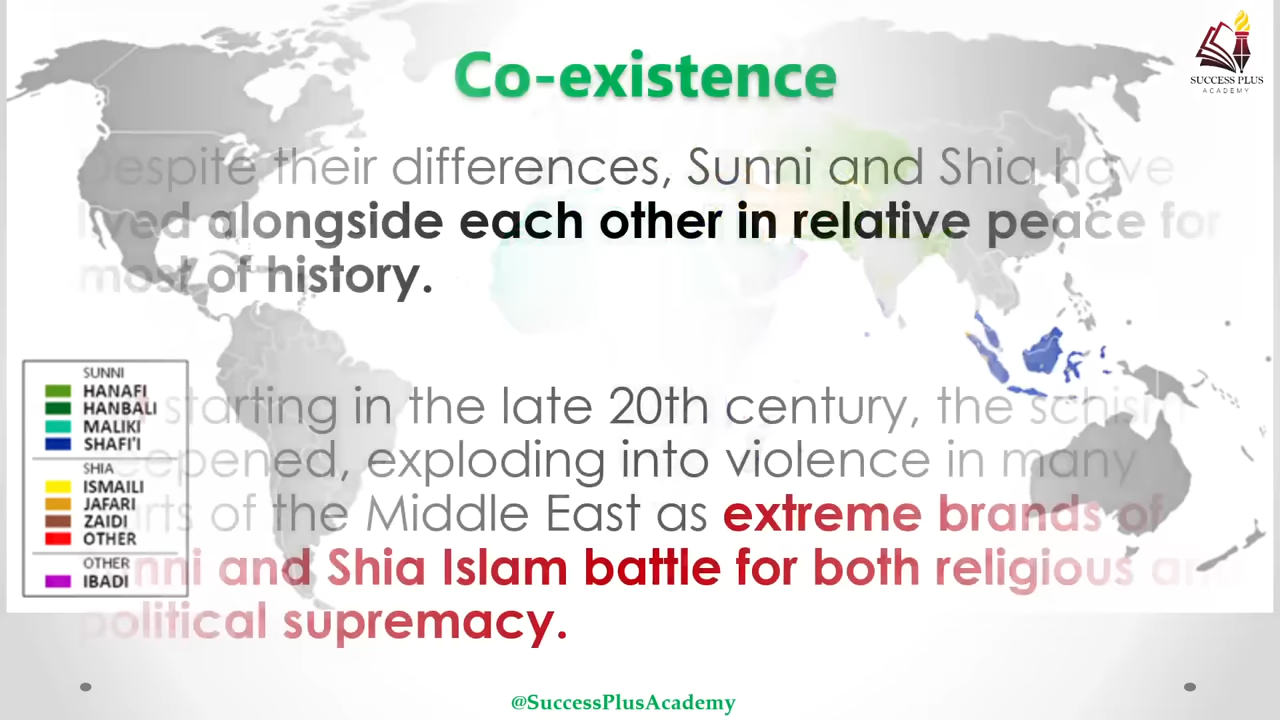 Co-existence
SUCCESS PLUS
ACADEMY
Despite their differences, Sunni and Shia have
lived alongside each other in relative peace for
most of history.
starting in the late 20th century, the schism
deepened, exploding into violence in many
parts of the Middle East as extreme brands of
Sunni and Shia Islam battle for both religious and
political supremacy.
SUNNI
HANAFI
HANBALI
MALIKI
SHAFI'I
SHIA
ISMAILI
JAFARI
ZAIDI
OTHER
OTHER
IBADI
@SuccessPlusAcademy